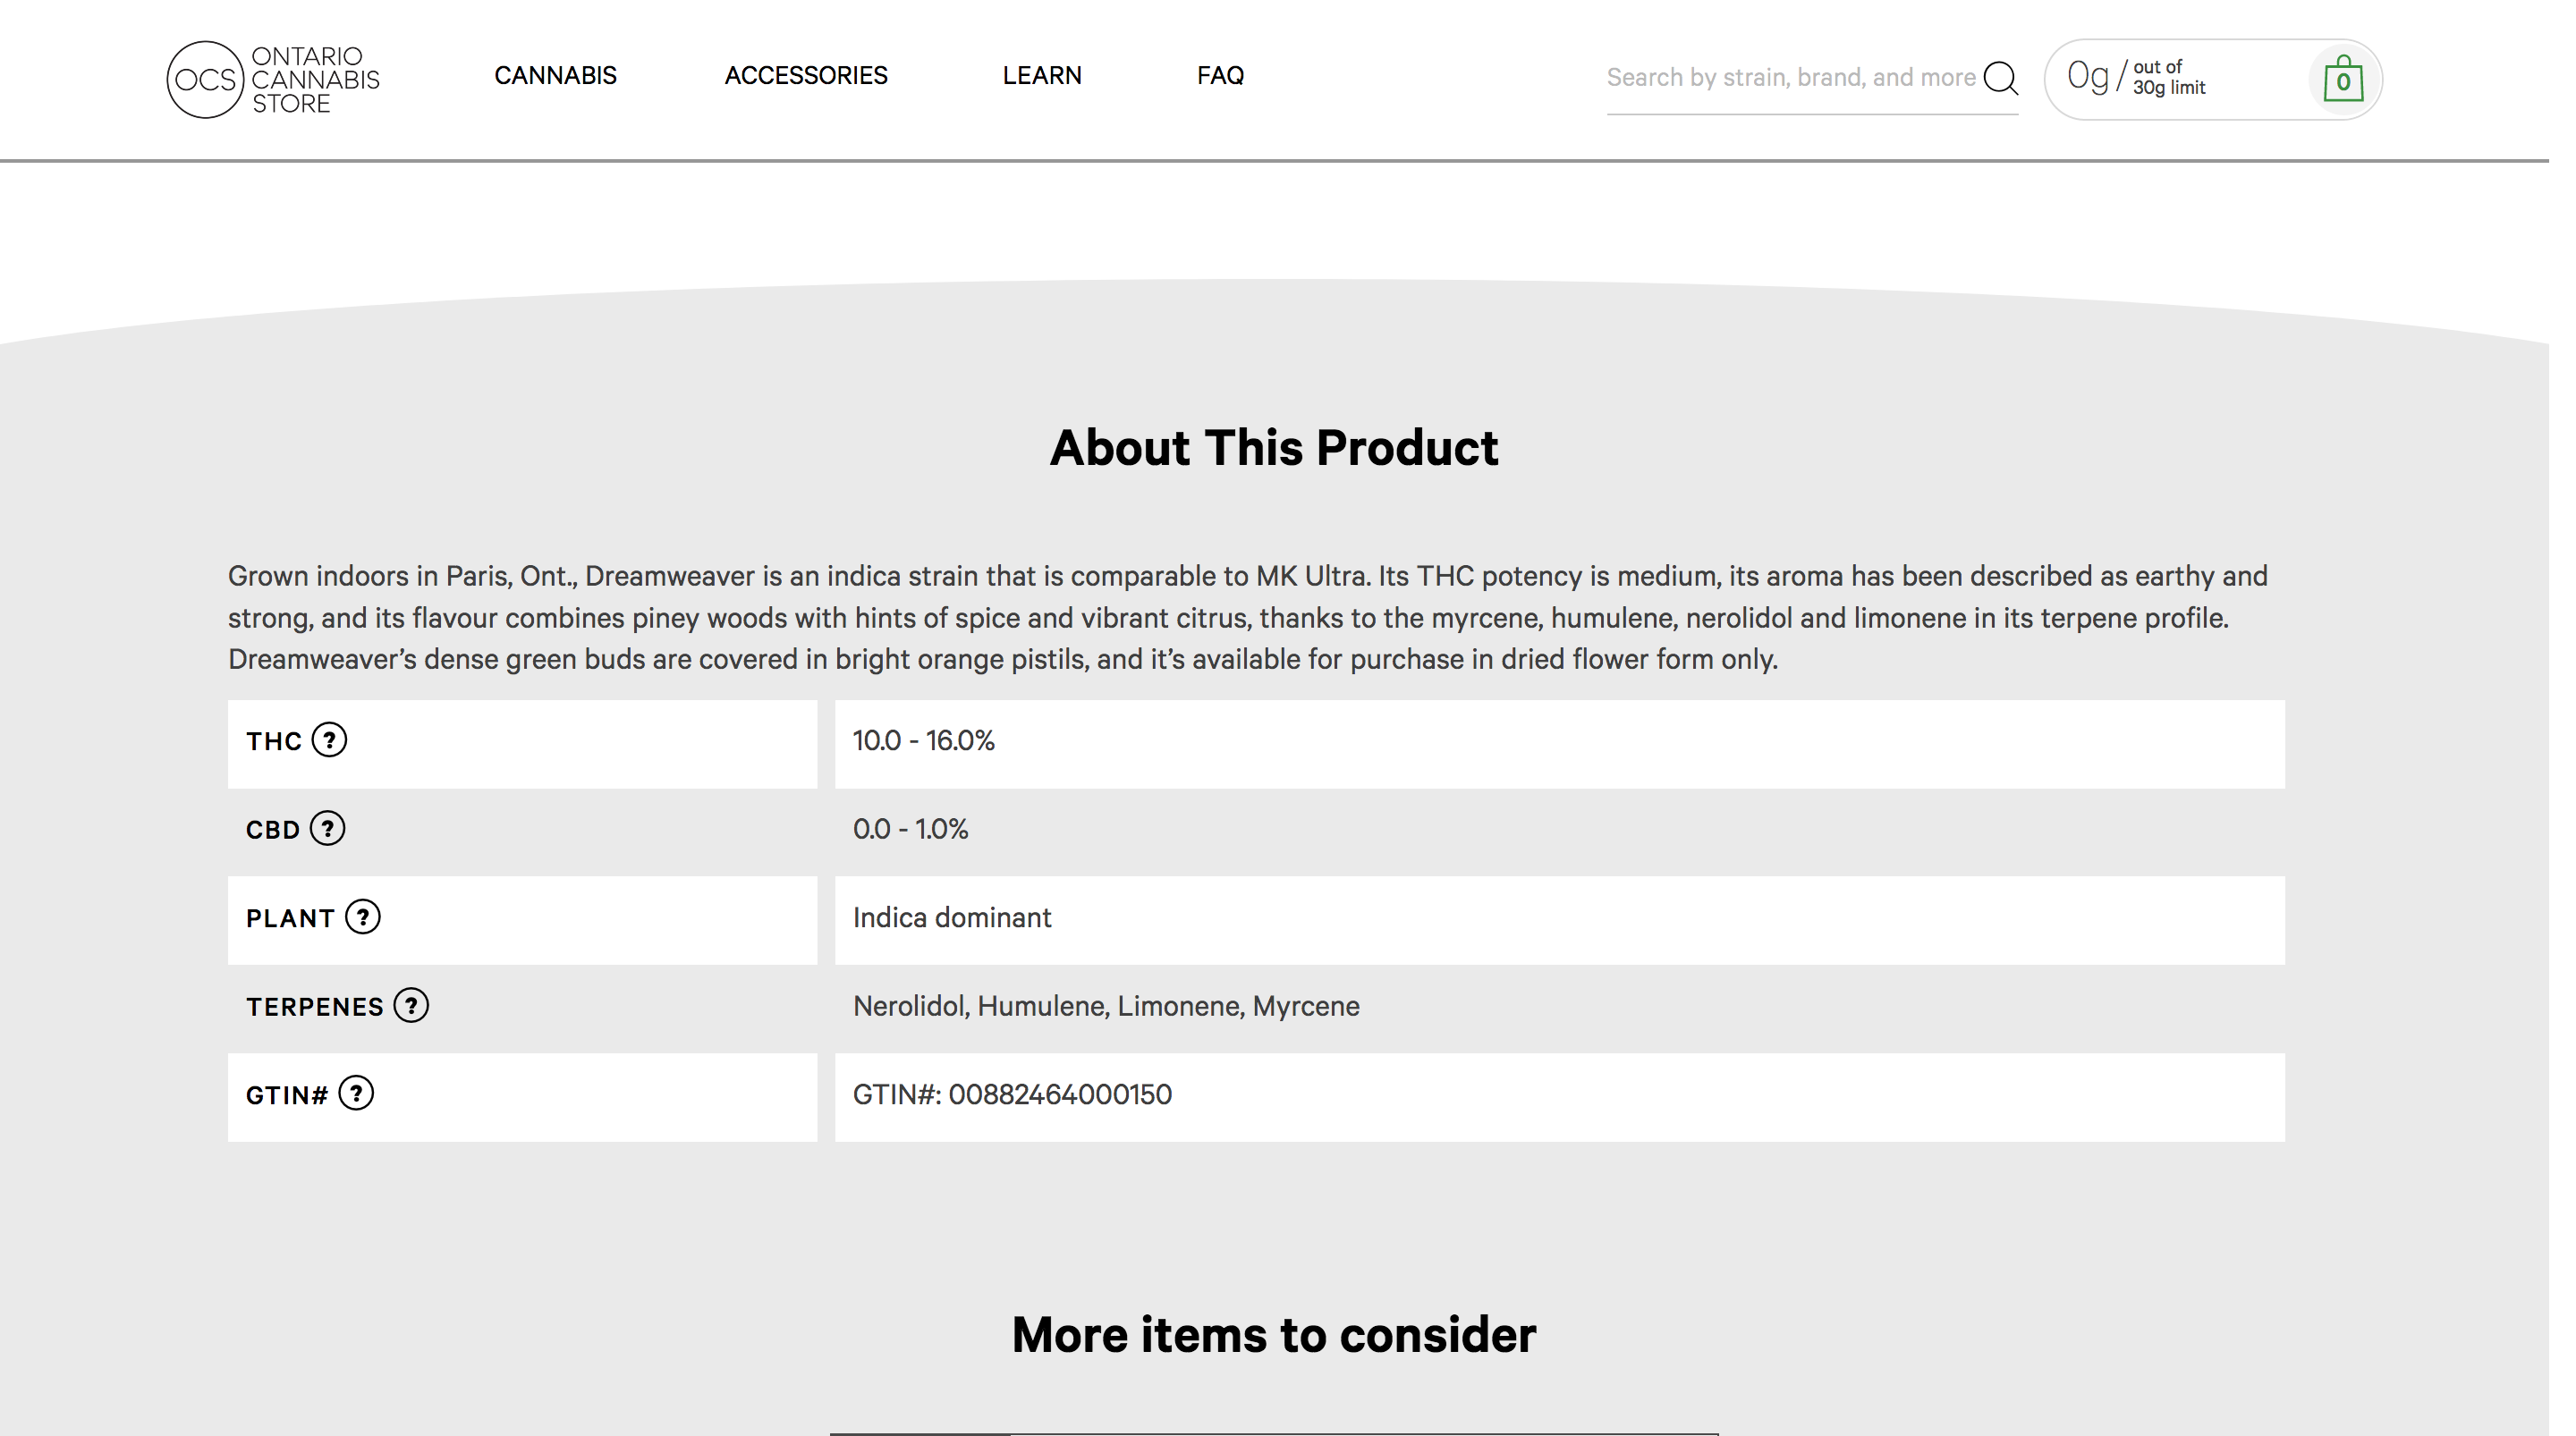 OCS
ONTARIO
CANNABIS
STORE
CANNABIS
ACCESSORIES
LEARN
FAQ
Search by strain, brand, and more
0g/ out of
30g limit
0
About This Product
Grown indoors in Paris, Ont., Dreamweaver is an indica strain that is comparable to MK Ultra. Its THC potency is medium, its aroma has been described as earthy and
strong, and its flavour combines piney woods with hints of spice and vibrant citrus, thanks to the myrcene, humulene, nerolidol and limonene in its terpene profile.
Dreamweaver’s dense green buds are covered in bright orange pistils, and it’s available for purchase in dried flower form only.
THC ? 10.0 - 16.0%
CBD ? 0.0 - 1.0%
PLANT ? Indica dominant
TERPENES ? Nerolidol, Humulene, Limonene, Myrcene
GTIN# ? GTIN#: 00882464000150
More items to consider